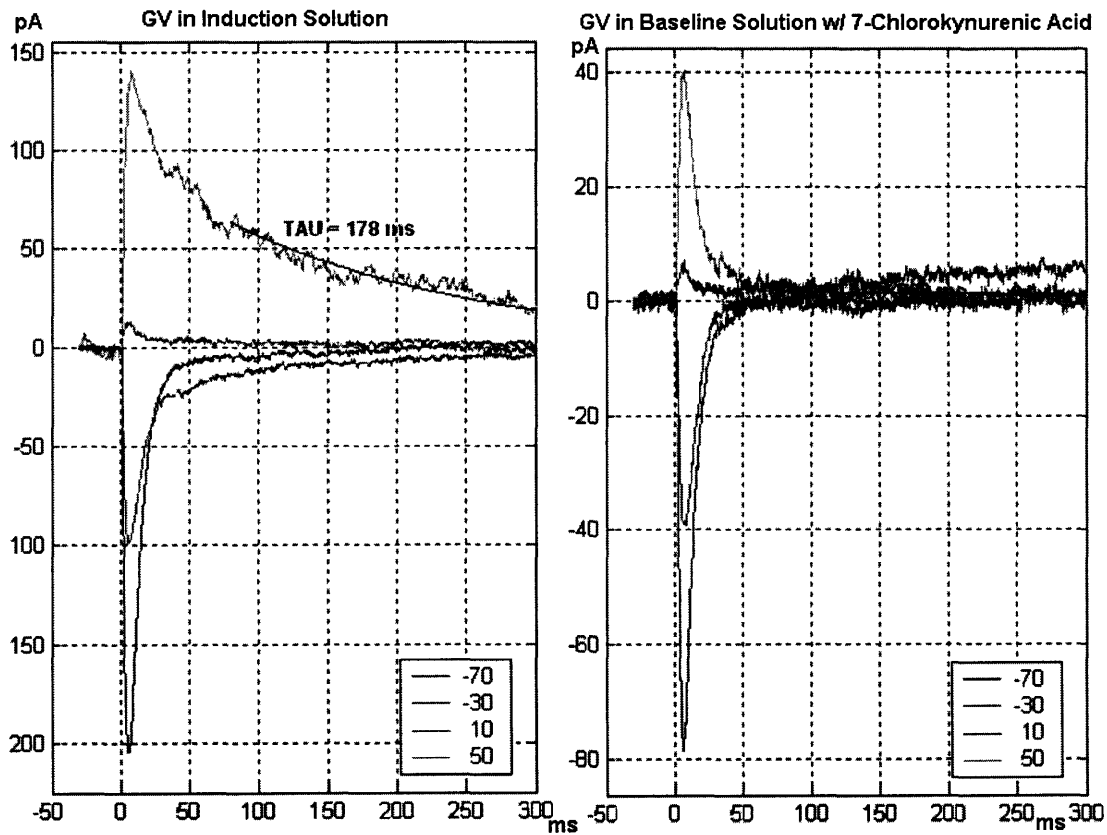 GV in Induction Solution
pA
150
100
50
0
-50
100
150
200
TAU = 178 ms
-70
-30
10
50
-50 0 50 100 150 200 250 300
ms
GV in Baseline Solution w/ 7-Chlorokynurenic Acid
pA
40
20
0
-20
-40
-60
-80
-70
-30
10
50
-50 0 50 100 150 200 250 300
ms